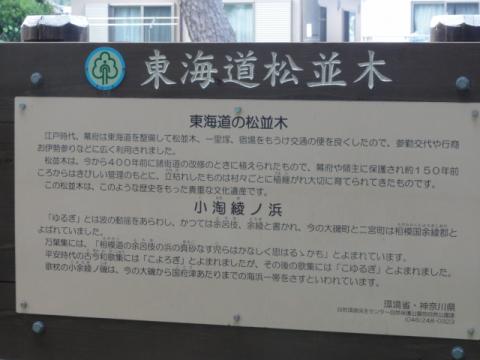 東海道松並木
東海道の松並木
江戸時代、幕府は東海道を整備して松並木、一里塚、宿場をもうけ交通の便を良くしたので、参勤交代や行商
お伊勢参りなどに広く利用されました。
松並木は、今から400年前に諸街道の改修のときに植えられたもので、幕府や領主に保護され約150年前
ころからはきびしい管理のもとに、立枯れしたものは村々ごとに植継ぎが大切に育てられてきたものです。
この松並木は、このような歴史をもった貴重な文化遺産です。
小淘綾ノ浜
「ゆるぎ」とは波の動揺をあらわし、かつては余呂伎、余綾と書かれ、今の大磯町と二宮町は相模国余綾郡と
よばれていました。
万葉集には、「相模道の余呂伎の浜の真砂なす児らはかなしく思はるゝかも」とよまれています。
平安時代の古今和歌集には「こよろぎ」とよまれましたが、その後の歌集には「こゆるぎ」とよまれました。
歌枕の小余綾ノ磯は、今の大磯から国府津あたりまでの海浜一帯をさすといわれています。
環境省・神奈川県
(046)248-0323